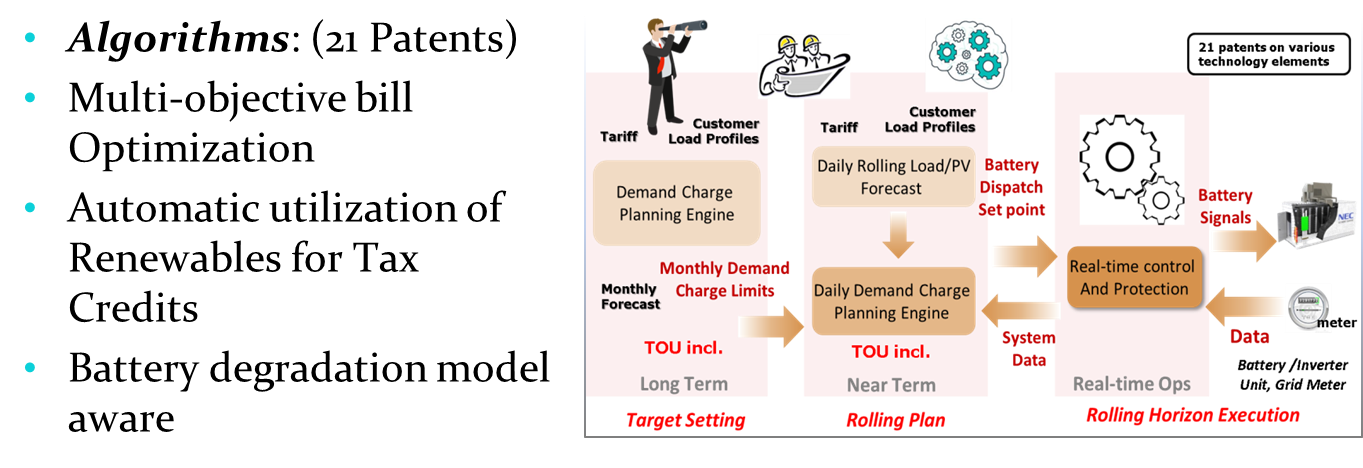 • Algorithms: (21 Patents)
• Multi-objective bill
Optimization
• Automatic utilization of
Renewables for Tax
Credits
• Battery degradation model
aware
21 patents on various
technology elements
Tariff
Customer
Load Profiles
Demand Charge
Planning Engine
Monthly Demand
Charge Limits
Monthly
Forecast
TOU incl.
Long Term
Target Setting
Tariff
Customer
Load Profiles
Daily Rolling Load/PV
Forecast
Daily Demand Charge
Planning Engine
TOU incl.
Near Term
Rolling Plan
Battery
Dispatch
Set point
System
Data
Real-time control
And Protection
Real-time Ops
Rolling Horizon Execution
Battery
Signals
NEC
meter
Data
Battery /Inverter
Unit, Grid Meter